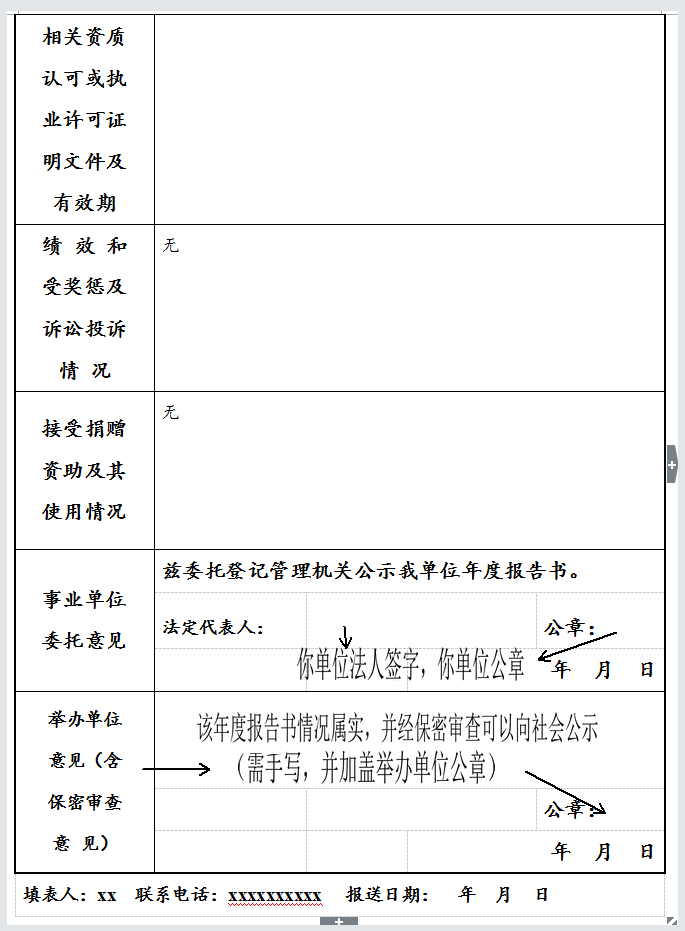 相关资质
认可或执
业许可证
明文件及
有效期
绩 效 和
受奖惩及
诉讼投诉
情 况
无
接受捐赠
资助及其
使用情况
无
事业单位
委托意见
兹委托登记管理机关公示我单位年度报告书。
法定代表人：
公章：
你单位法人签字，你单位公章
年 月 日
举办单位
意见（含
保密审查
意 见）
该年度报告书情况属实，并经保密审查可以向社会公示
（需手写，并加盖举办单位公章）
公章：
年 月 日
填表人：xx 联系电话：xxxxxxxxxx 报送日期： 年 月 日